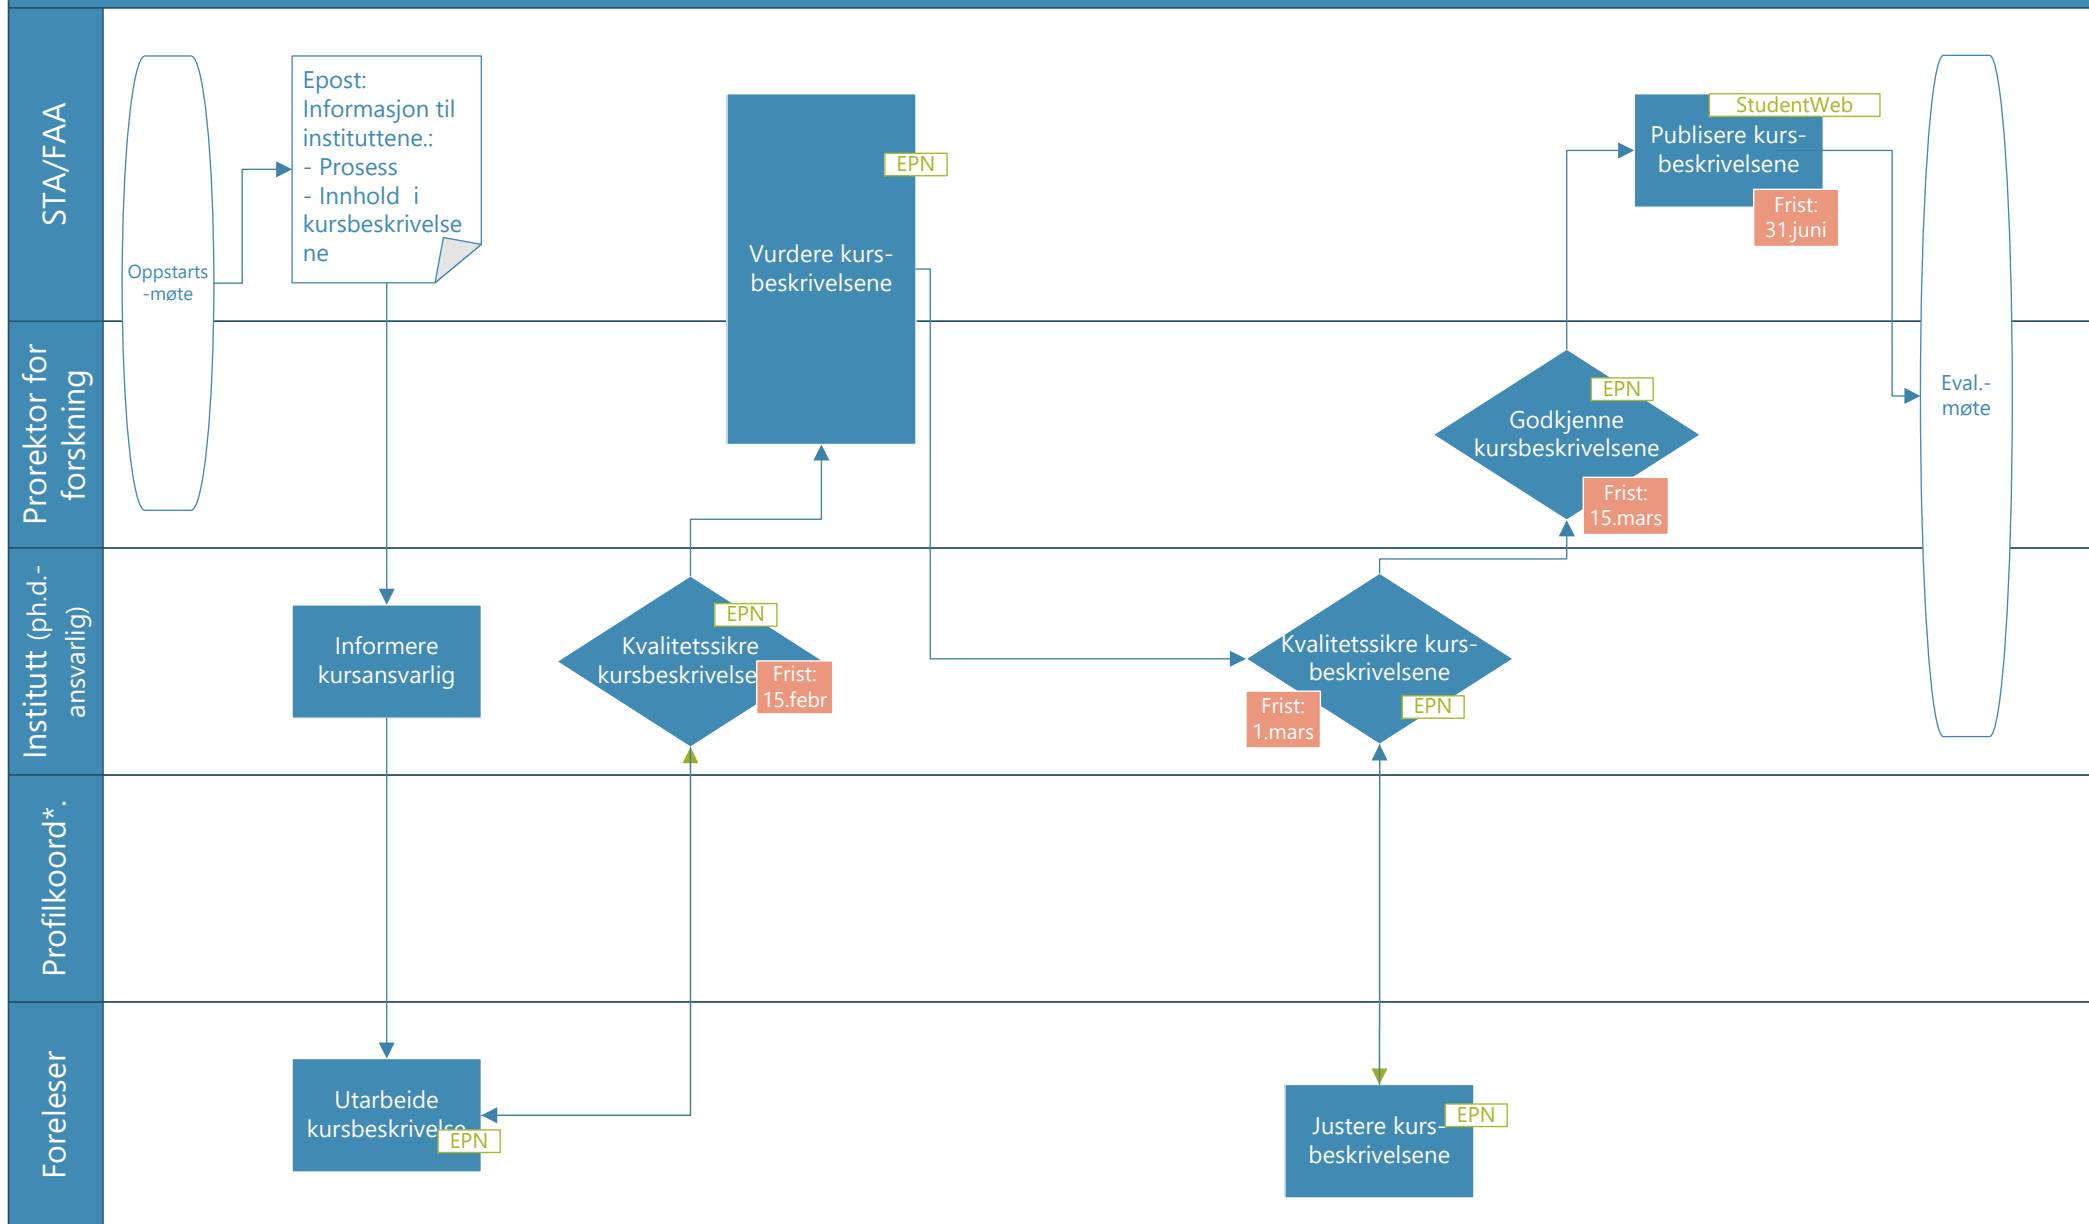 STA/FAA
Oppstarts
-møte
Epost:
Informasjon til
instituttene.:
- Prosess
- Innhold i
kursbeskrivelse
ne
EPN
Vurdere kurs-
beskrivelsene
StudentWeb
Publisere kurs-
beskrivelsene
Frist:
31.juni
Eval.-
møte
Prorektor for
forskning
EPN
Godkjenne
kursbeskrivelsene
Frist:
15.mars
Institutt (ph.d.-
ansvarlig)
Informere
kursansvarlig
EPN
Kvalitetssikre
kursbeskrivelse
Frist:
15.febr
Kvalitetssikre kurs-
beskrivelsene
Frist:
1.mars
EPN
Profilkoord*.
Foreleser
Utarbeide
kursbeskrivelse
EPN
EPN
Justere kurs-
beskrivelsene